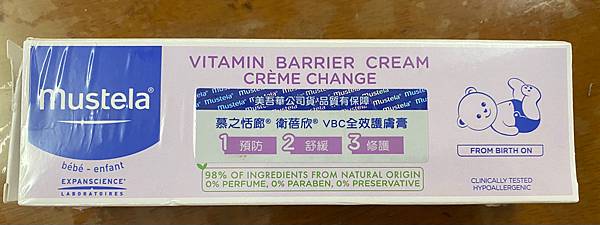 VITAMIN BARRIER CREAM
CRÈME CHANGE
mustela®
美吾華公司貨 品質有保障
慕之恬廊® 衛蓓欣® VBC全效護膚膏
1 預防 2 舒緩 3 修護
bébé - enfant
EXPANSCIENCE®
LABORATOIRES
98% OF INGREDIENTS FROM NATURAL ORIGIN
0% PERFUME, 0% PARABEN, 0% PRESERVATIVE
FROM BIRTH ON
CLINICALLY TESTED
HYPOALLERGENIC